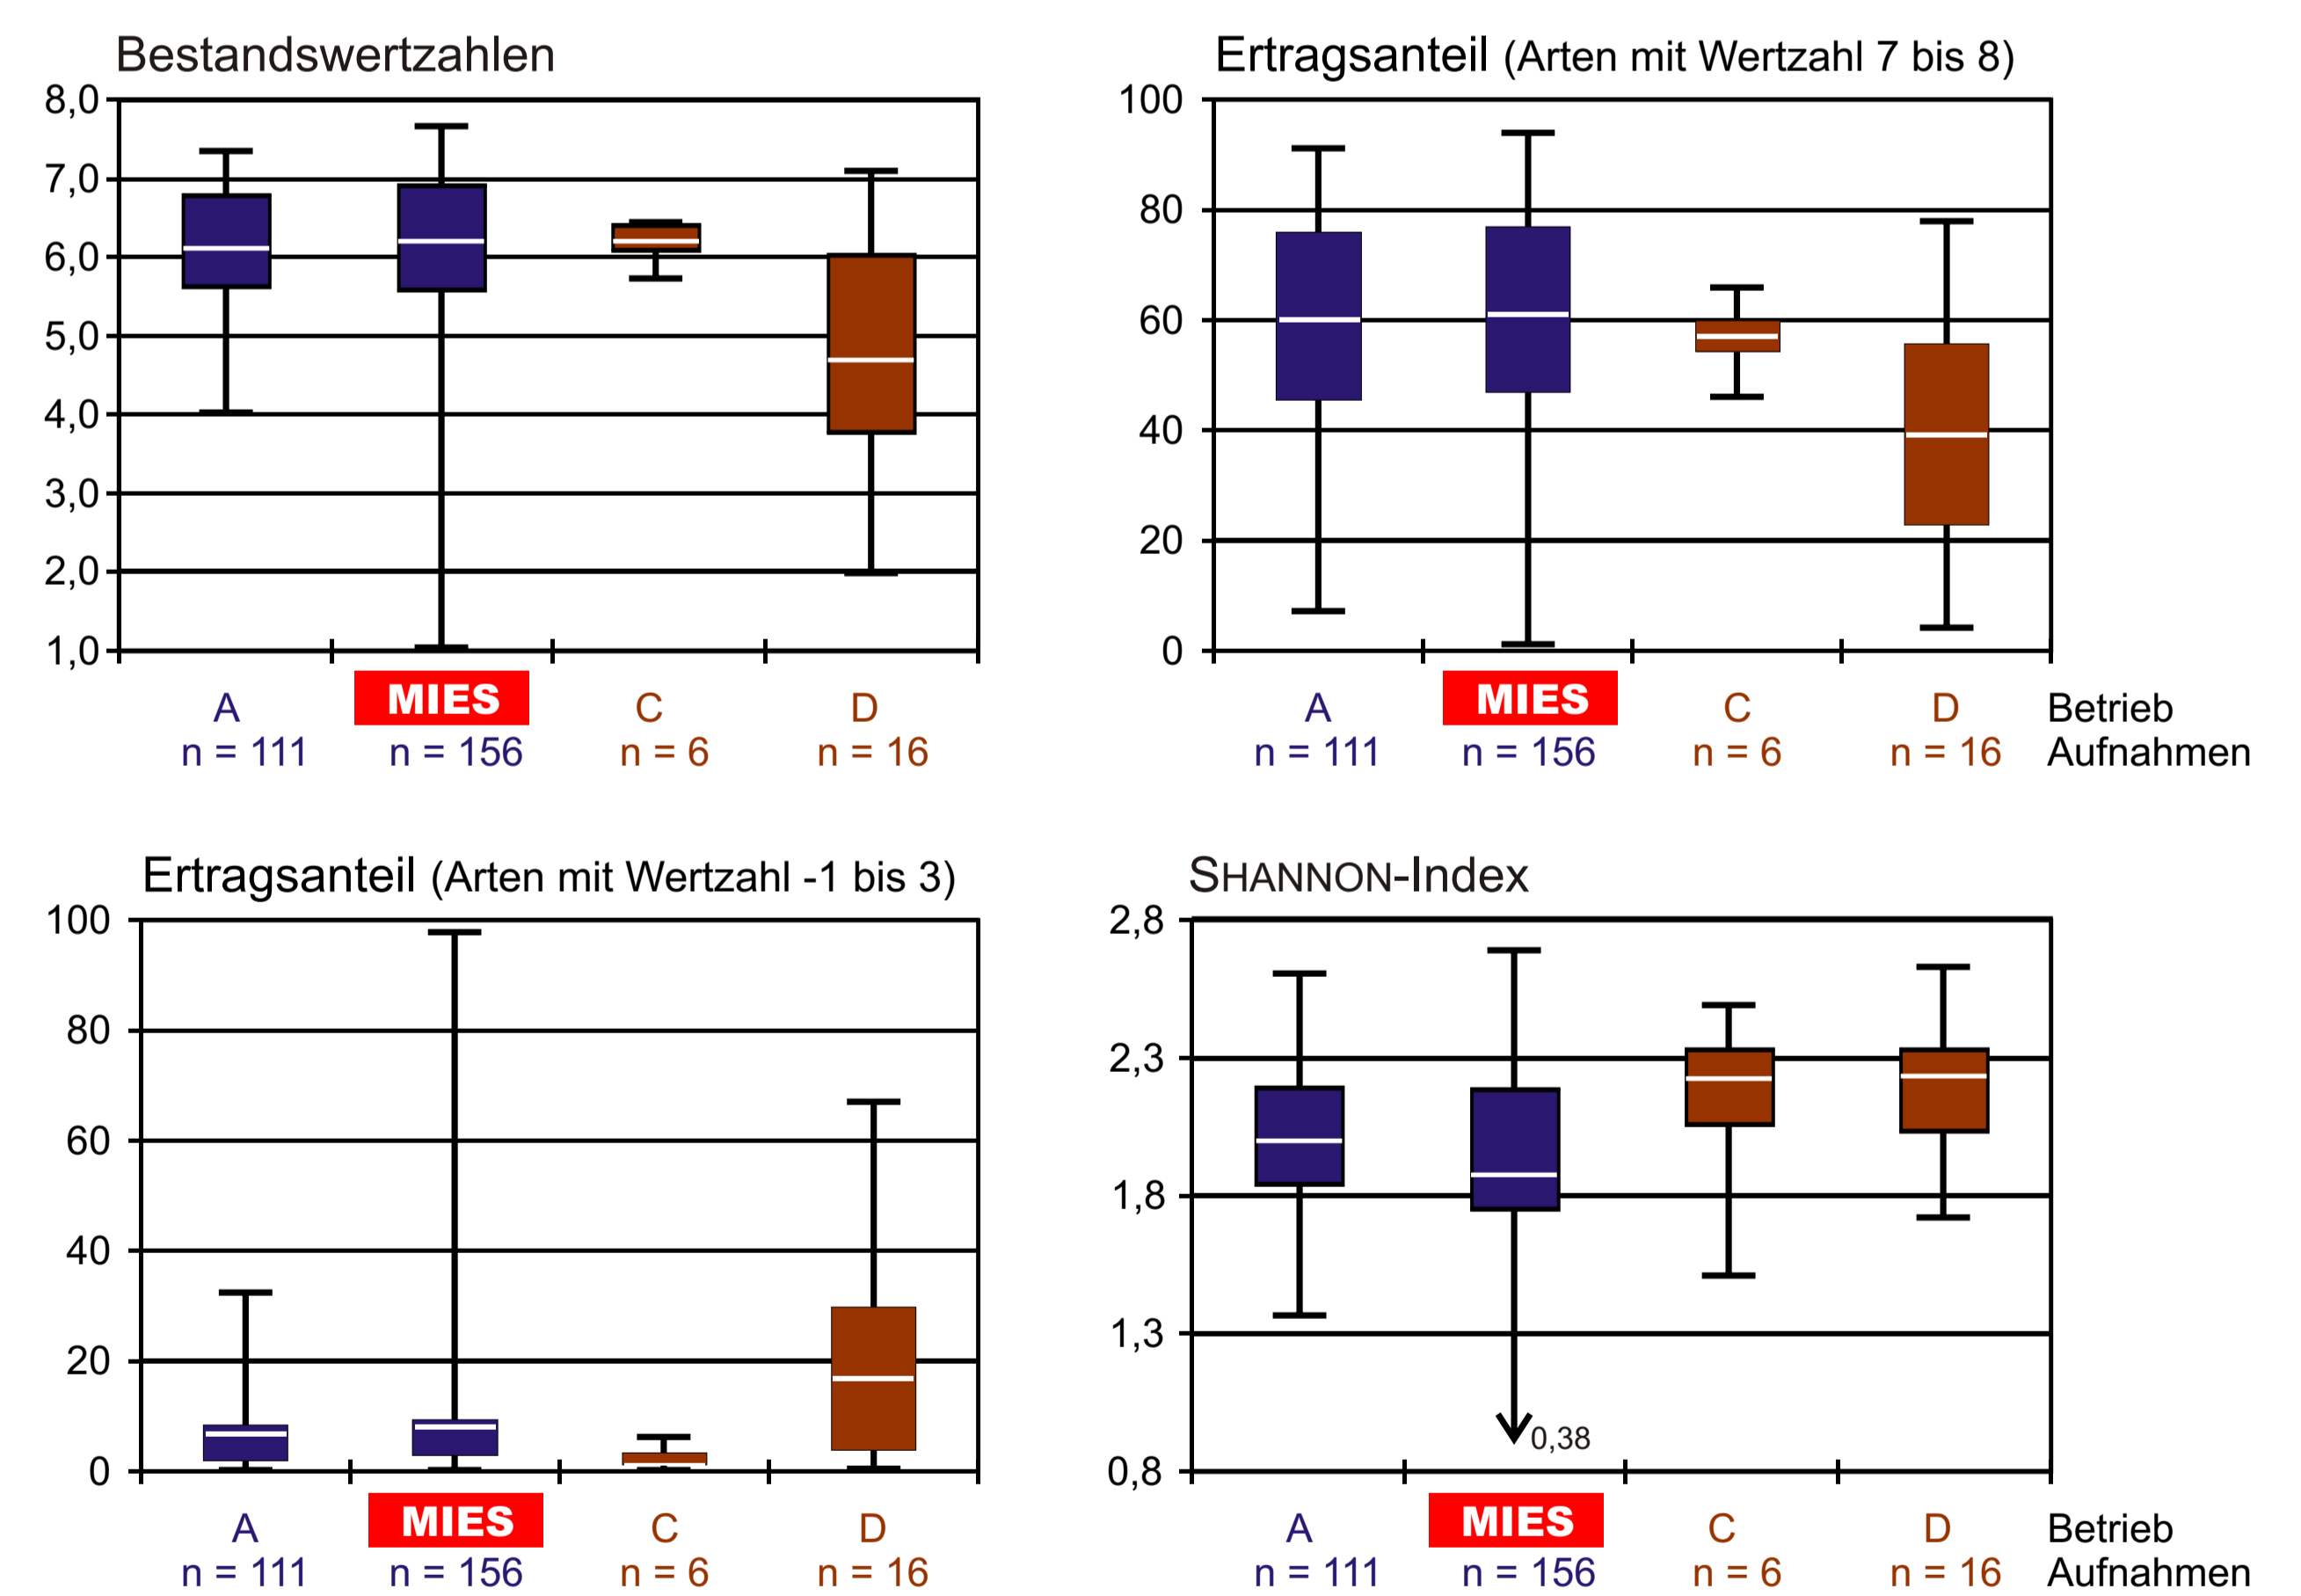 Bestandswertzahlen
8,0
7,0
6,0
5,0
4,0
3,0
2,0
1,0
A MIES C D
n = 111 n = 156 n = 6 n = 16
Ertragsanteil (Arten mit Wertzahl 7 bis 8)
100
80
60
40
20
0
A MIES C D Betrieb
n = 111 n = 156 n = 6 n = 16 Aufnahmen
Ertragsanteil (Arten mit Wertzahl -1 bis 3)
100
80
60
40
20
0
A MIES C D
n = 111 n = 156 n = 6 n = 16
SHANNON-Index
2,8
2,3
1,8
1,3
0,38
0,8
A MIES C D Betrieb
n = 111 n = 156 n = 6 n = 16 Aufnahmen